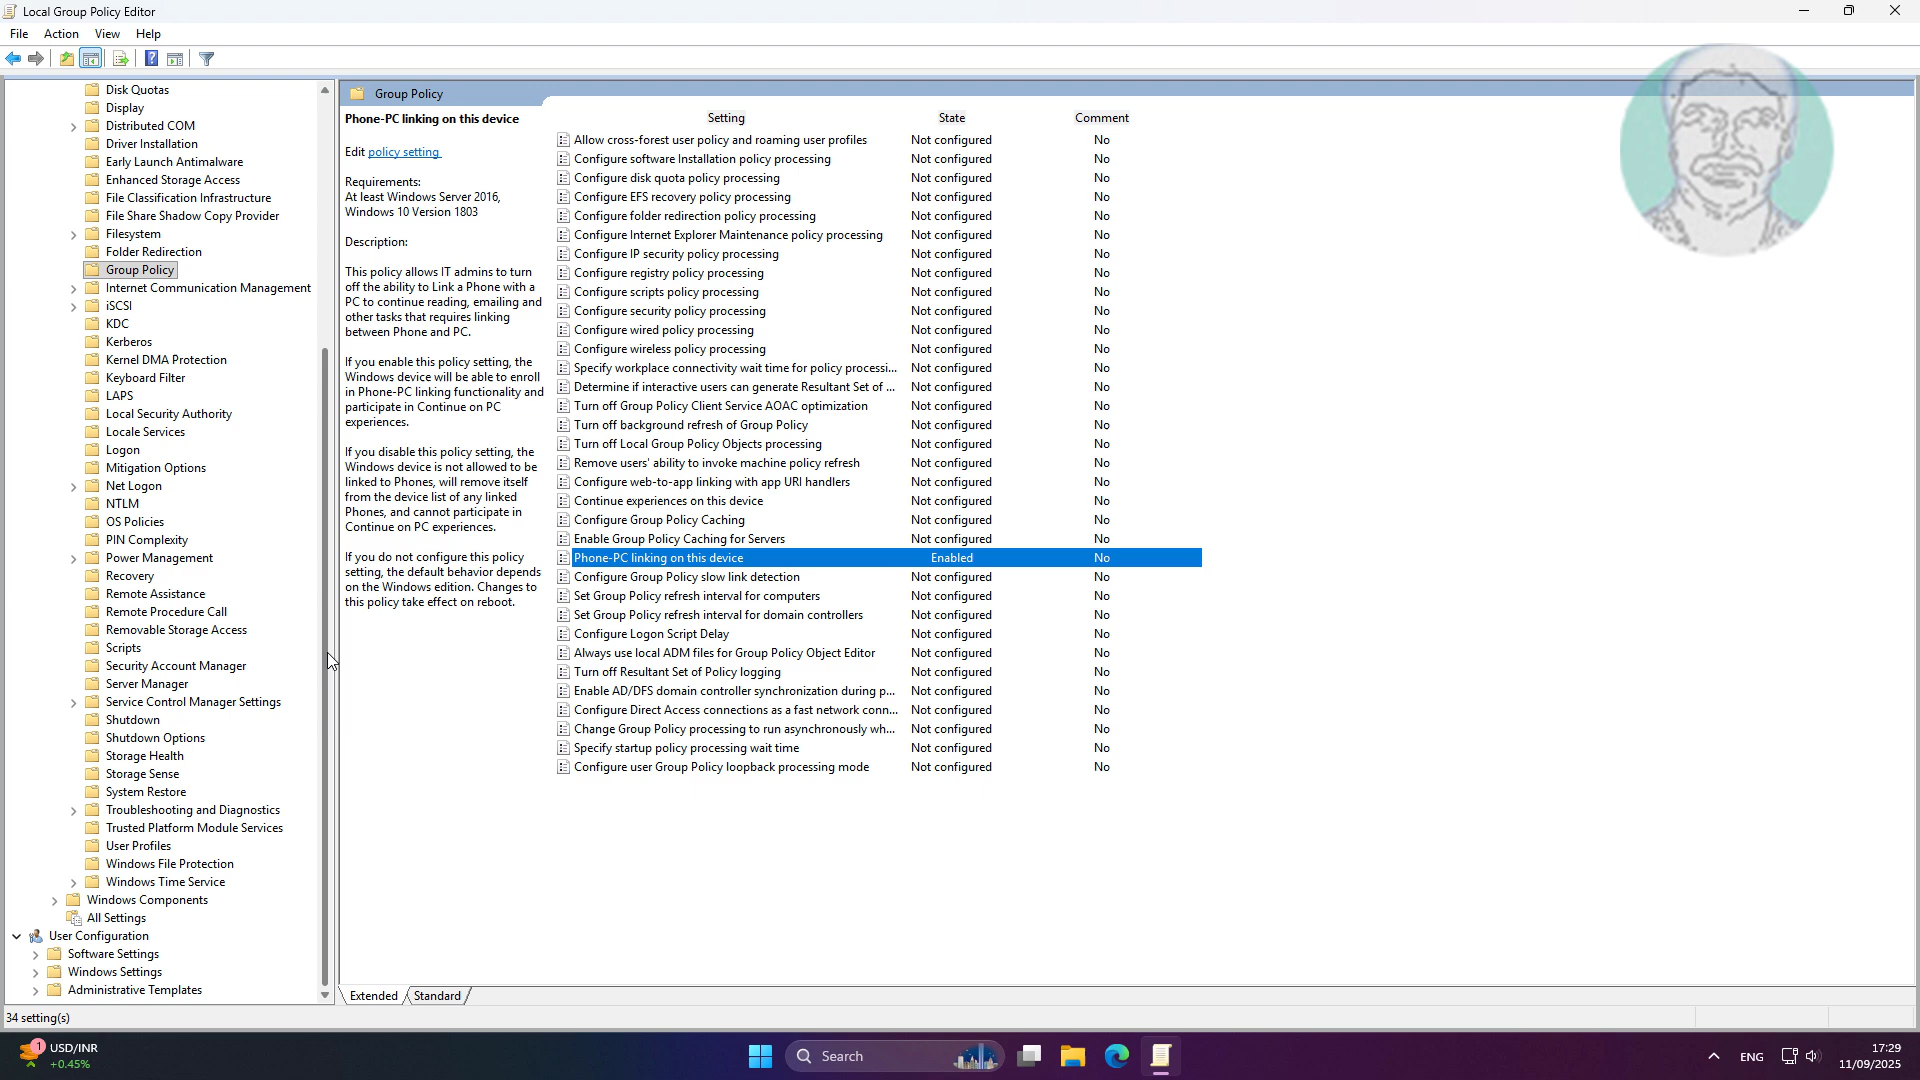 Local Group Policy Editor
File Action View Help
Disk Quotas
Display
Distributed COM
Driver Installation
Early Launch Antimalware
Enhanced Storage Access
File Classification Infrastructure
File Share Shadow Copy Provider
Filesystem
Folder Redirection
Group Policy
Internet Communication Management
iSCSI
KDC
Kerberos
Kernel DMA Protection
Keyboard Filter
LAPS
Local Security Authority
Locale Services
Logon
Mitigation Options
Net Logon
NTLM
OS Policies
PIN Complexity
Power Management
Recovery
Remote Assistance
Remote Procedure Call
Removable Storage Access
Scripts
Security Account Manager
Server Manager
Service Control Manager Settings
Shutdown
Shutdown Options
Storage Health
Storage Sense
System Restore
Troubleshooting and Diagnostics
Trusted Platform Module Services
User Profiles
Windows File Protection
Windows Time Service
Windows Components
All Settings
User Configuration
Software Settings
Windows Settings
Administrative Templates
Group Policy
Phone-PC linking on this device
Edit policy setting
Requirements:
At least Windows Server 2016,
Windows 10 Version 1803
Description:
This policy allows IT admins to turn
off the ability to Link a Phone with a
PC to continue reading, emailing and
other tasks that requires linking
between Phone and PC.
If you enable this policy setting, the
Windows device will be able to enroll
in Phone-PC linking functionality and
participate in Continue on PC
experiences.
If you disable this policy setting, the
Windows device is not allowed to be
linked to Phones, will remove itself
from the device list of any linked
Phones, and cannot participate in
Continue on PC experiences.
If you do not configure this policy
setting, the default behavior depends
on the Windows edition. Changes to
this policy take effect on reboot.
Setting State Comment
Allow cross-forest user policy and roaming user profiles Not configured No
Configure software Installation policy processing Not configured No
Configure disk quota policy processing Not configured No
Configure EFS recovery policy processing Not configured No
Configure folder redirection policy processing Not configured No
Configure Internet Explorer Maintenance policy processing Not configured No
Configure IP security policy processing Not configured No
Configure registry policy processing Not configured No
Configure scripts policy processing Not configured No
Configure security policy processing Not configured No
Configure wired policy processing Not configured No
Configure wireless policy processing Not configured No
Specify workplace connectivity wait time for policy processi... Not configured No
Determine if interactive users can generate Resultant Set of ... Not configured No
Turn off Group Policy Client Service AOAC optimization Not configured No
Turn off background refresh of Group Policy Not configured No
Turn off Local Group Policy Objects processing Not configured No
Remove users' ability to invoke machine policy refresh Not configured No
Configure web-to-app linking with app URI handlers Not configured No
Continue experiences on this device Not configured No
Configure Group Policy Caching Not configured No
Enable Group Policy Caching for Servers Not configured No
Phone-PC linking on this device Enabled No
Configure Group Policy slow link detection Not configured No
Set Group Policy refresh interval for computers Not configured No
Set Group Policy refresh interval for domain controllers Not configured No
Configure Logon Script Delay Not configured No
Always use local ADM files for Group Policy Object Editor Not configured No
Turn off Resultant Set of Policy logging Not configured No
Enable AD/DFS domain controller synchronization during p... Not configured No
Configure Direct Access connections as a fast network conn... Not configured No
Change Group Policy processing to run asynchronously wh... Not configured No
Specify startup policy processing wait time Not configured No
Configure user Group Policy loopback processing mode Not configured No
Extended Standard
34 setting(s)
1
USD/INR
+0.45%
Search
ENG
17:29
11/09/2025